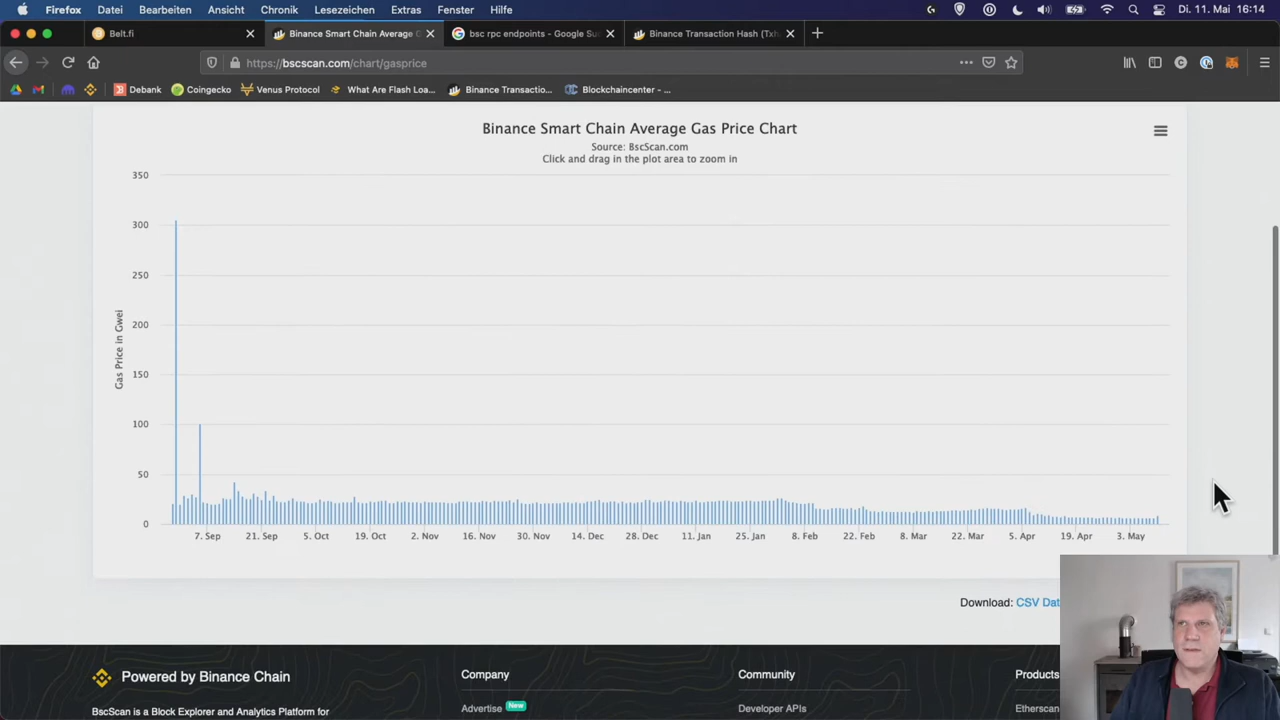 Firefox Datei Bearbeiten Ansicht Chronik Lesezeichen Extras Fenster Hilfe Di. 11. Mai 16:14
Belt.fi
Binance Smart Chain Average G
bsc rpc endpoints - Google Su
Binance Transaction Hash (Txh
https://bscscan.com/chart/gasprice
Debank Coingecko Venus Protocol What Are Flash Loa... Binance Transactio... Blockchaincenter - ...
Binance Smart Chain Average Gas Price Chart
Source: BscScan.com
Click and drag in the plot area to zoom in
Gas Price in Gwei
350
300
250
200
150
100
50
0
7. Sep 21. Sep 5. Oct 19. Oct 2. Nov 16. Nov 30. Nov 14. Dec 28. Dec 11. Jan 25. Jan 8. Feb 22. Feb 8. Mar 22. Mar 5. Apr 19. Apr 3. May
Download: CSV Dat
Powered by Binance Chain
BscScan is a Block Explorer and Analytics Platform for
Company
Advertise New
Community
Developer APIs
Products
Etherscan